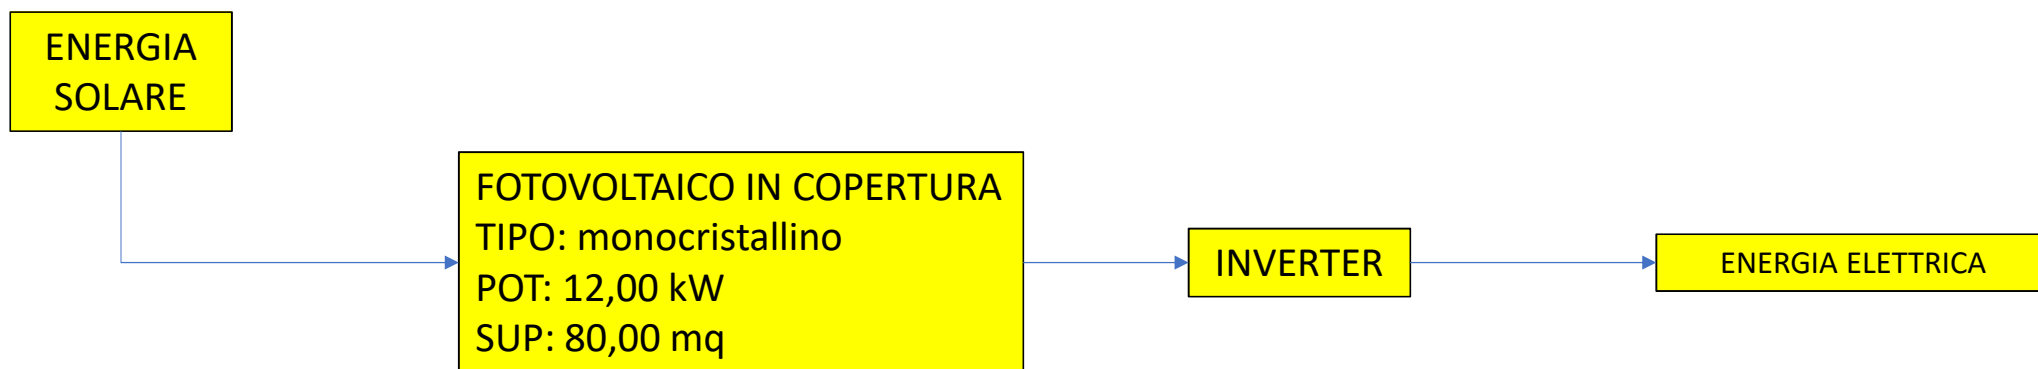 ENERGIA
SOLARE
FOTOVOLTAICO IN COPERTURA
TIPO: monocristallino
POT: 12,00 kW
SUP: 80,00 mq
INVERTER
ENERGIA ELETTRICA